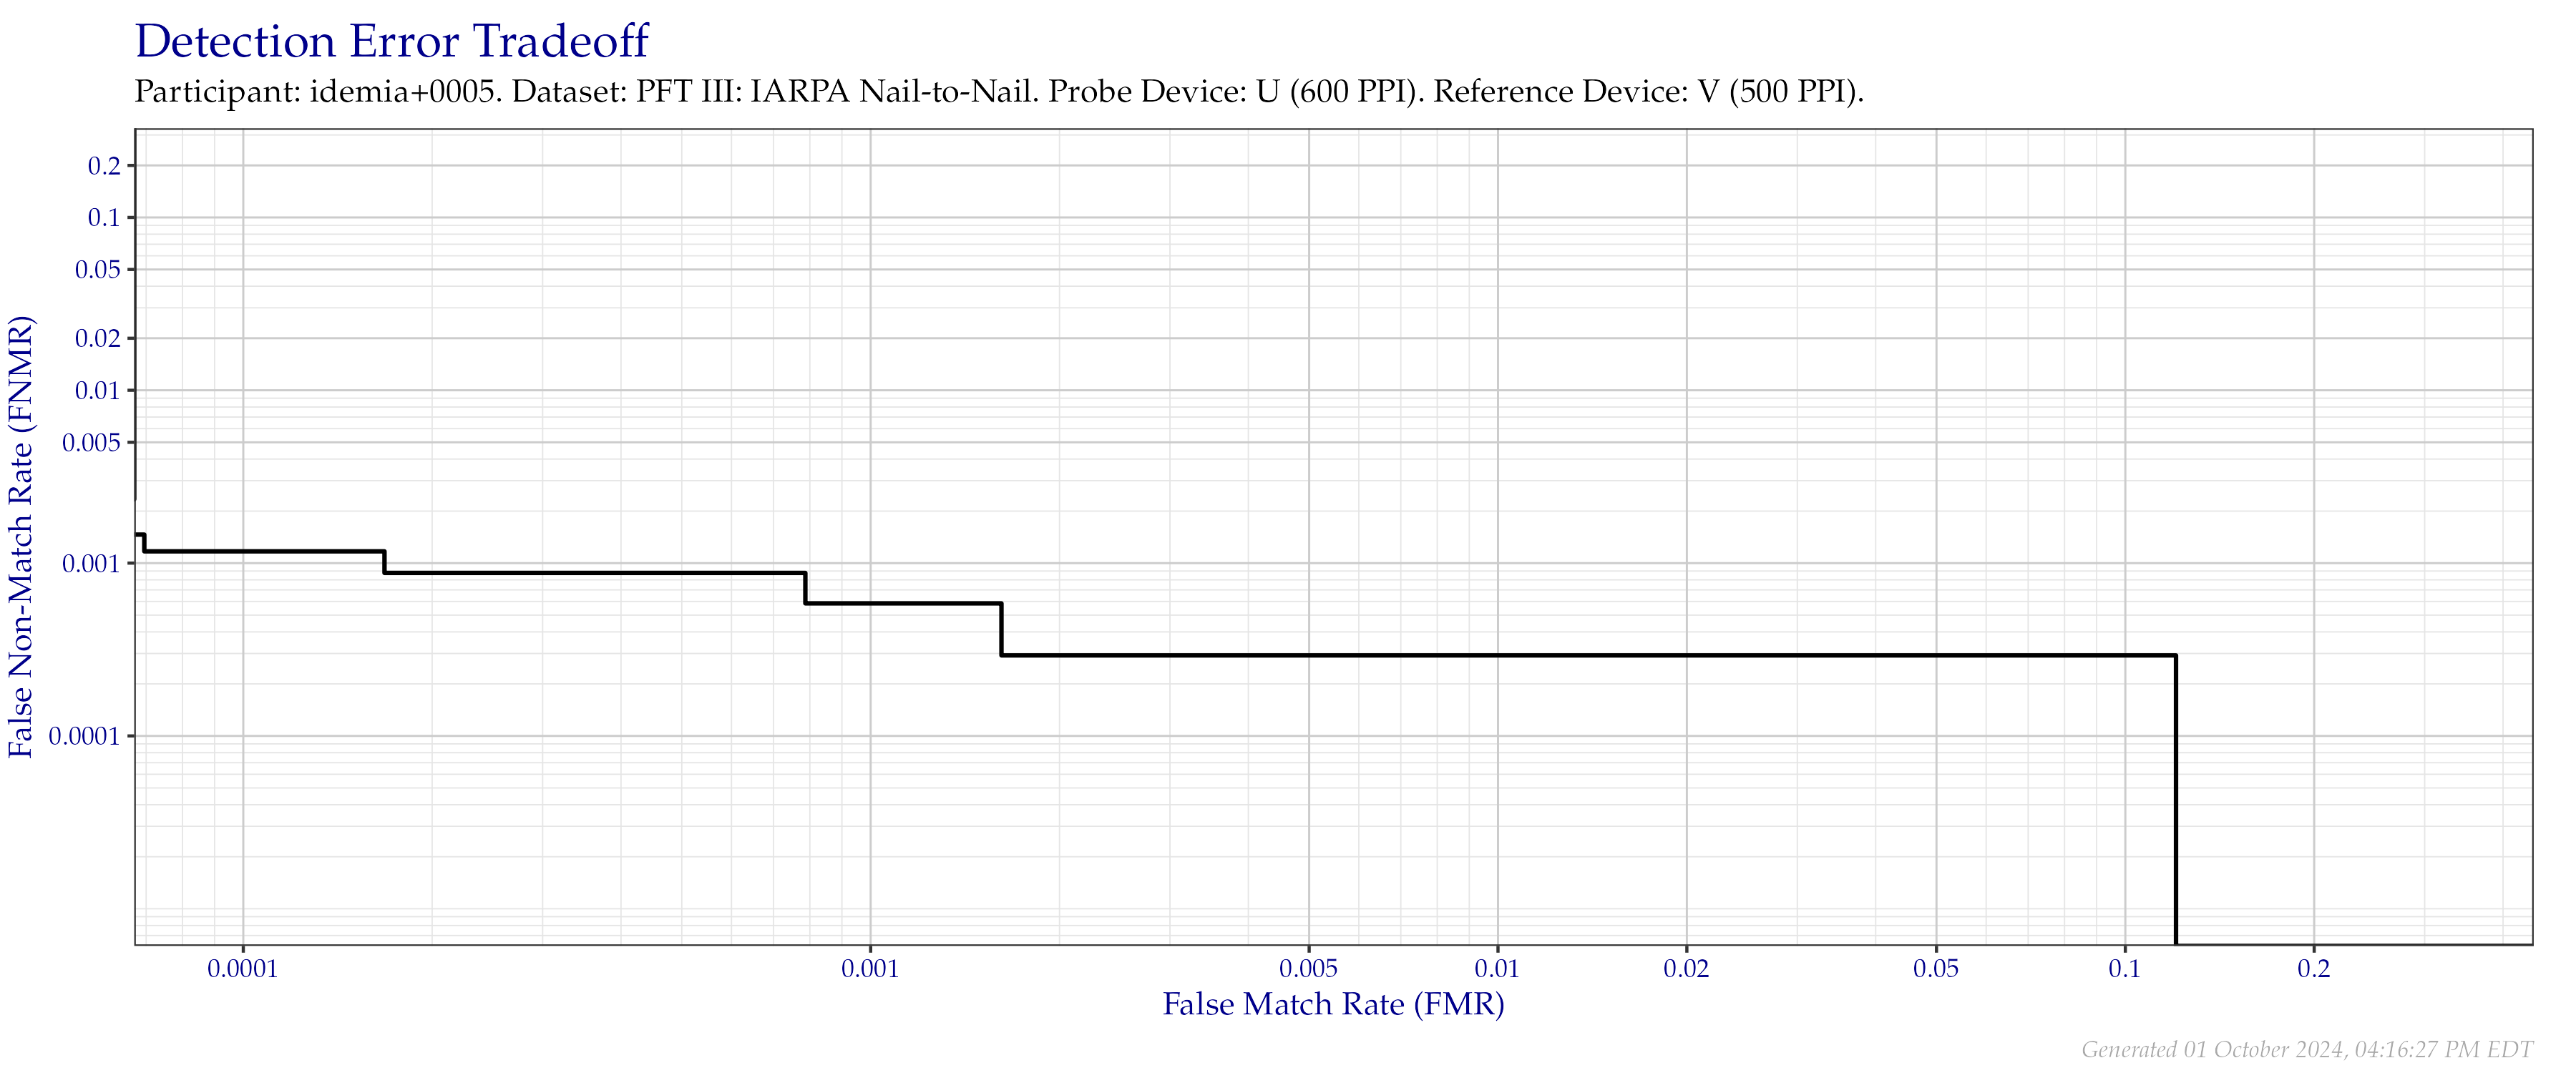 Detection Error Tradeoff
Participant: idemia+0005. Dataset: PFT III: IARPA Nail-to-Nail. Probe Device: U (600 PPI). Reference Device: V (500 PPI).
False Non-Match Rate (FNMR)
0.2
0.1
0.05
0.02
0.01
0.005
0.001
0.0001
0.0001 0.001 0.005 0.01 0.02 0.05 0.1 0.2
False Match Rate (FMR)
Generated 01 October 2024, 04:16:27 PM EDT